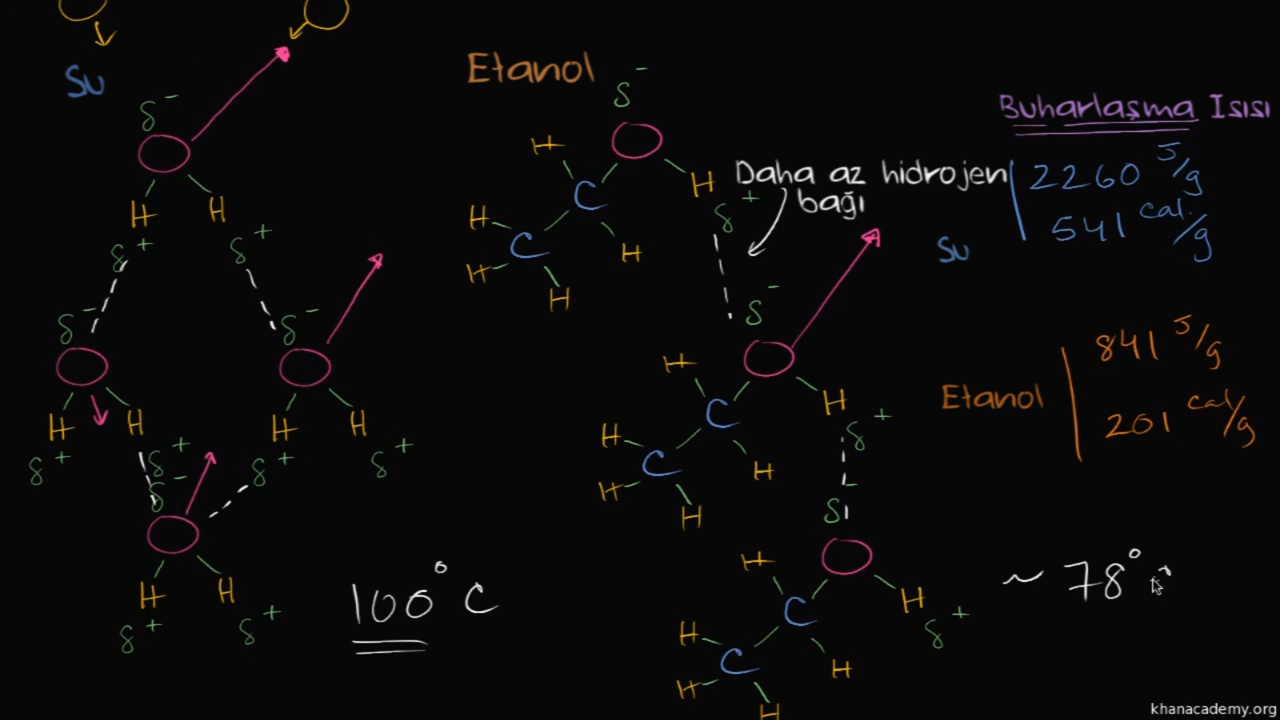 Su
Etanol
Buharlaşma Isısı
δ-
δ-
H
H
H
C
H
Daha az hidrojen
bağı
2260 J/g
541 cal./g
Su
H
H
δ+
δ+
δ+
H
C
H
H
H
δ-
δ-
δ-
H
C
H
841 J/g
Etanol
201 cal/g
H
H
H
H
δ+
δ+
δ+
δ-
δ+
δ+
H
C
H
H
H
δ+
δ-
H
C
H
H
H
δ+
δ+
100° C
~ 78°
H
C
H
H
H
δ+
khanacademy.org